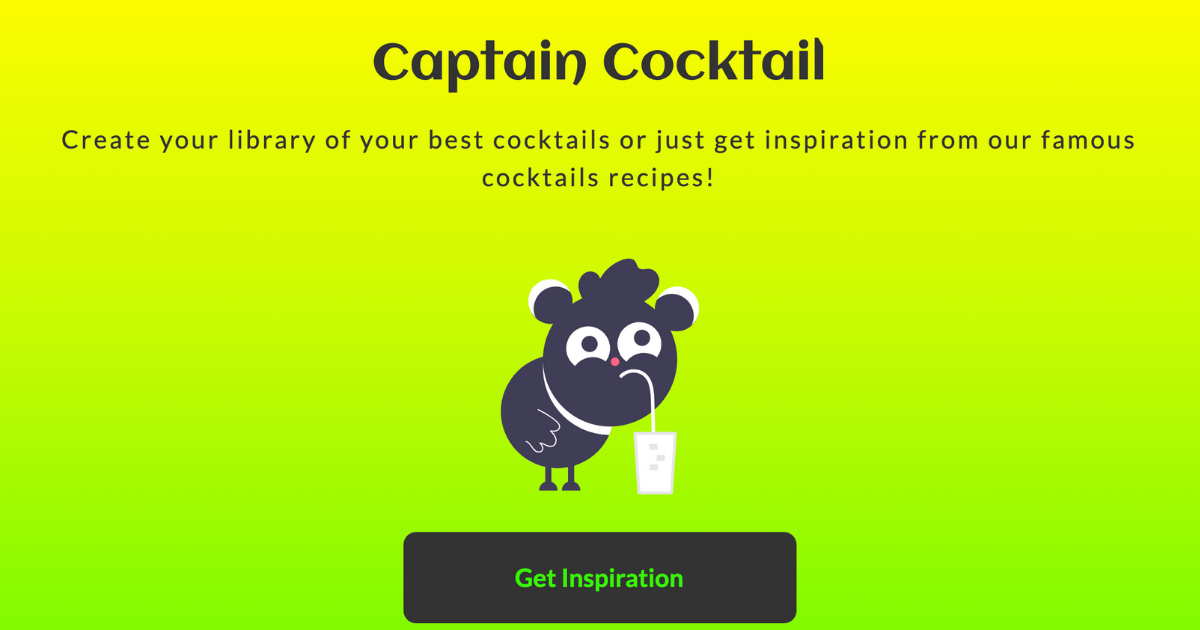 Captain Cocktail
Create your library of your best cocktails or just get inspiration from our famous
cocktails recipes!
Get Inspiration